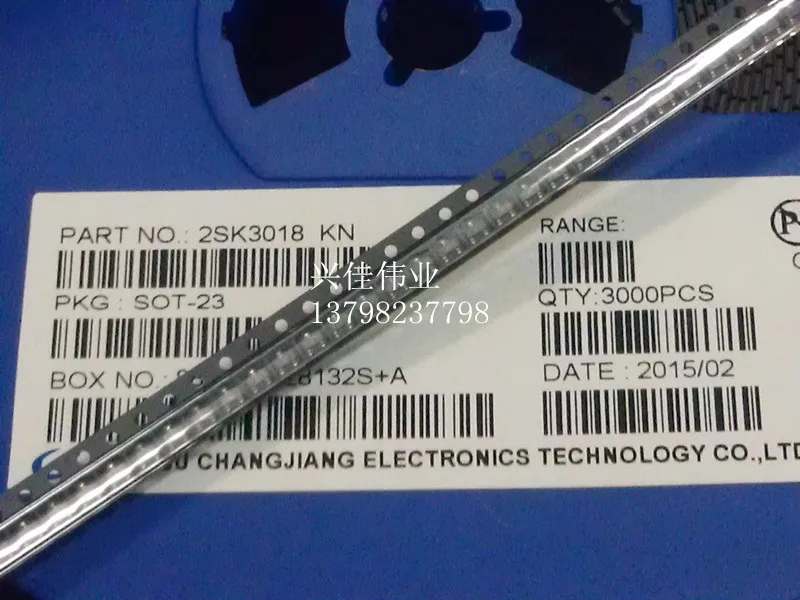 PART NO.: 2SK3018 KN
RANGE:
PKG : SOT-23
兴佳伟业
13798237798
QTY:3000PCS
BOX NO.: 8132S+A
DATE : 2015/02
CHANGJIANG ELECTRONICS TECHNOLOGY CO.,LTD